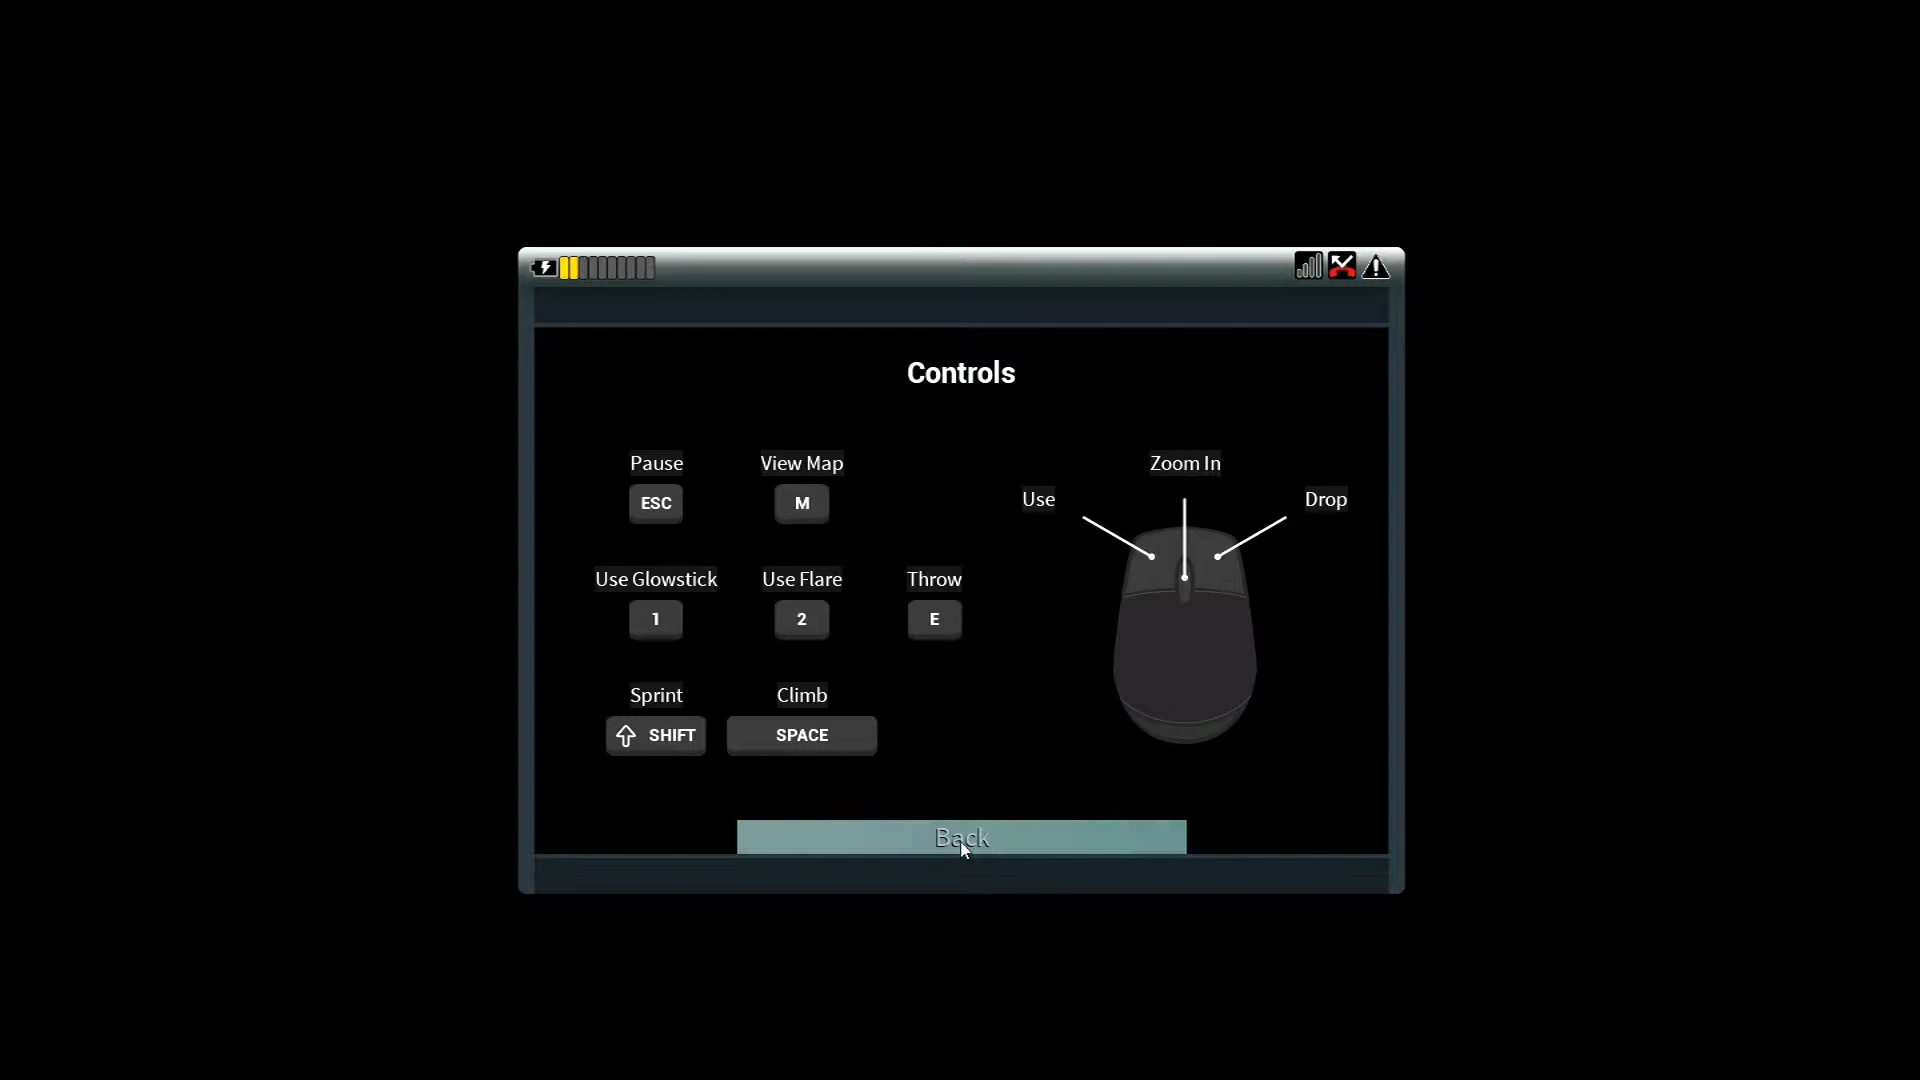 Controls
Pause
View Map
ESC
M
Zoom In
Use
Drop
Use Glowstick
Use Flare
Throw
1
2
E
Sprint
Climb
SHIFT
SPACE
Back